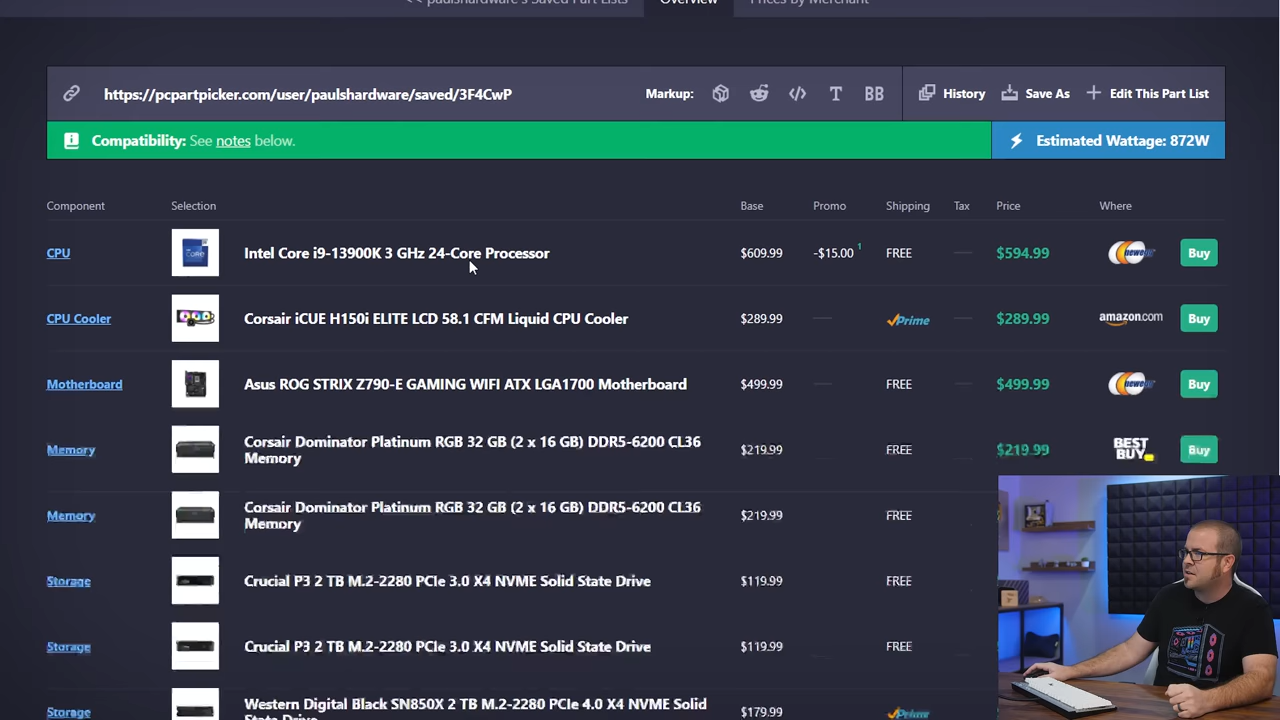 << paulshardware's Saved Part Lists Overview Prices By Merchant
https://pcpartpicker.com/user/paulshardware/saved/3F4CwP Markup: T BB History Save As Edit This Part List
Compatibility: See notes below. Estimated Wattage: 872W
Component Selection Base Promo Shipping Tax Price Where
CPU Intel Core i9-13900K 3 GHz 24-Core Processor $609.99 -$15.00 1 FREE $594.99 newegg Buy
CPU Cooler Corsair iCUE H150i ELITE LCD 58.1 CFM Liquid CPU Cooler $289.99 Prime $289.99 amazon.com Buy
Motherboard Asus ROG STRIX Z790-E GAMING WIFI ATX LGA1700 Motherboard $499.99 FREE $499.99 newegg Buy
Memory Corsair Dominator Platinum RGB 32 GB (2 x 16 GB) DDR5-6200 CL36 $219.99 FREE $219.99 BEST BUY Buy
Memory
Memory Corsair Dominator Platinum RGB 32 GB (2 x 16 GB) DDR5-6200 CL36 $219.99 FREE
Memory
Storage Crucial P3 2 TB M.2-2280 PCIe 3.0 X4 NVME Solid State Drive $119.99 FREE
Storage Crucial P3 2 TB M.2-2280 PCIe 3.0 X4 NVME Solid State Drive $119.99 FREE
Storage Western Digital Black SN850X 2 TB M.2-2280 PCIe 4.0 X4 NVME Solid $179.99 Prime
State Drive